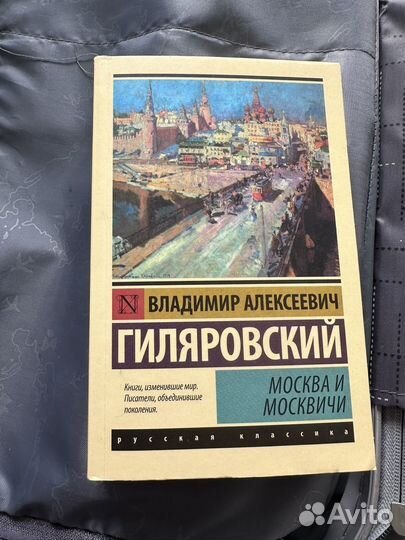 N ВЛАДИМИР АЛЕКСЕЕВИЧ
ГИЛЯРОВСКИЙ
Книги, изменившие мир.
Писатели, объединившие
поколения.
МОСКВА И
МОСКВИЧИ
русская классика
Avito